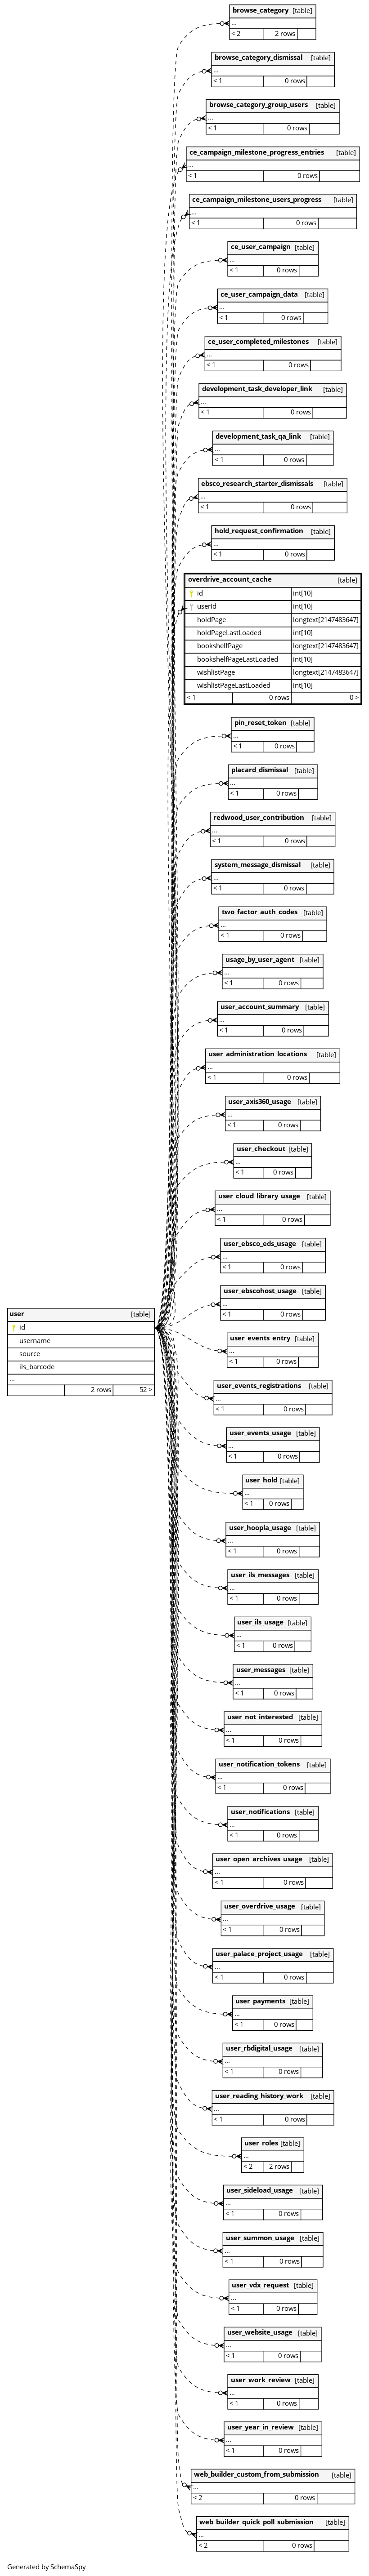 browse_category [table]
...
< 2 2 rows
browse_category_dismissal [table]
...
< 1 0 rows
browse_category_group_users [table]
...
< 1 0 rows
ce_campaign_milestone_progress_entries [table]
...
< 1 0 rows
ce_campaign_milestone_users_progress [table]
...
< 1 0 rows
ce_user_campaign [table]
...
< 1 0 rows
ce_user_campaign_data [table]
...
< 1 0 rows
ce_user_completed_milestones [table]
...
< 1 0 rows
development_task_developer_link [table]
...
< 1 0 rows
development_task_qa_link [table]
...
< 1 0 rows
ebsco_research_starter_dismissals [table]
...
< 1 0 rows
hold_request_confirmation [table]
...
< 1 0 rows
overdrive_account_cache [table]
id int[10]
userId int[10]
holdPage longtext[2147483647]
holdPageLastLoaded int[10]
bookshelfPage longtext[2147483647]
bookshelfPageLastLoaded int[10]
wishlistPage longtext[2147483647]
wishlistPageLastLoaded int[10]
< 1 0 rows 0 >
pin_reset_token [table]
...
< 1 0 rows
placard_dismissal [table]
...
< 1 0 rows
redwood_user_contribution [table]
...
< 1 0 rows
system_message_dismissal [table]
...
< 1 0 rows
two_factor_auth_codes [table]
...
< 1 0 rows
usage_by_user_agent [table]
...
< 1 0 rows
user_account_summary [table]
...
< 1 0 rows
user_administration_locations [table]
...
< 1 0 rows
user_axis360_usage [table]
...
< 1 0 rows
user_checkout [table]
...
< 1 0 rows
user_cloud_library_usage [table]
...
< 1 0 rows
user_ebsco_eds_usage [table]
...
< 1 0 rows
user_ebscohost_usage [table]
...
< 1 0 rows
user [table]
id
username
source
ils_barcode
...
2 rows 52 >
user_events_entry [table]
...
< 1 0 rows
user_events_registrations [table]
...
< 1 0 rows
user_events_usage [table]
...
< 1 0 rows
user_hold [table]
...
< 1 0 rows
user_hoopla_usage [table]
...
< 1 0 rows
user_ils_messages [table]
...
< 1 0 rows
user_ils_usage [table]
...
< 1 0 rows
user_messages [table]
...
< 1 0 rows
user_not_interested [table]
...
< 1 0 rows
user_notification_tokens [table]
...
< 1 0 rows
user_notifications [table]
...
< 1 0 rows
user_open_archives_usage [table]
...
< 1 0 rows
user_overdrive_usage [table]
...
< 1 0 rows
user_palace_project_usage [table]
...
< 1 0 rows
user_payments [table]
...
< 1 0 rows
user_rbdigital_usage [table]
...
< 1 0 rows
user_reading_history_work [table]
...
< 1 0 rows
user_roles [table]
...
< 2 2 rows
user_sideload_usage [table]
...
< 1 0 rows
user_summon_usage [table]
...
< 1 0 rows
user_vdx_request [table]
...
< 1 0 rows
user_website_usage [table]
...
< 1 0 rows
user_work_review [table]
...
< 1 0 rows
user_year_in_review [table]
...
< 1 0 rows
web_builder_custom_from_submission [table]
...
< 2 0 rows
web_builder_quick_poll_submission [table]
...
< 2 0 rows
Generated by SchemaSpy